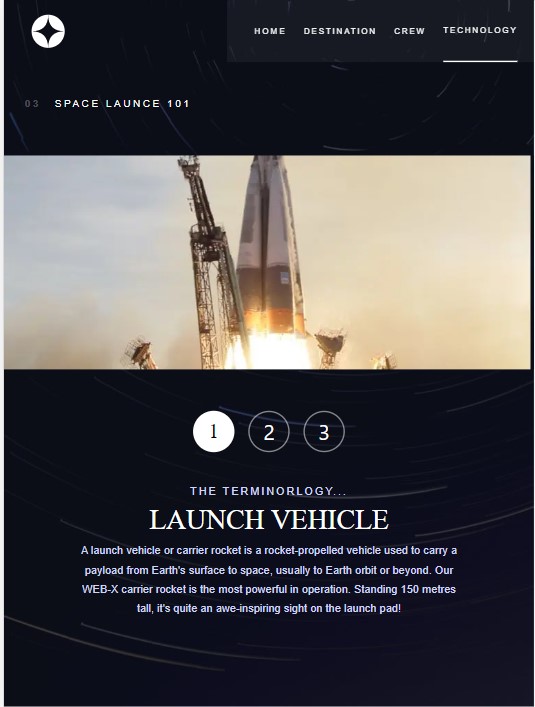 HOME DESTINATION CREW TECHNOLOGY
03 SPACE LAUNCE 101
1 2 3
THE TERMINORLOGY...
LAUNCH VEHICLE
A launch vehicle or carrier rocket is a rocket-propelled vehicle used to carry a
payload from Earth's surface to space, usually to Earth orbit or beyond. Our
WEB-X carrier rocket is the most powerful in operation. Standing 150 metres
tall, it's quite an awe-inspiring sight on the launch pad!